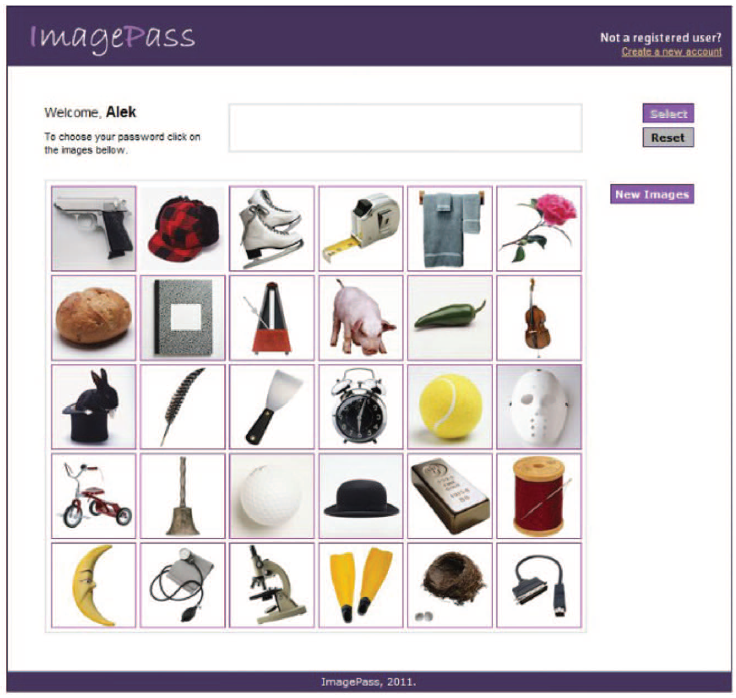 ImagePass
Not a registered user?
Create a new account
Welcome, Alek
To choose your password click on
the images bellow.
Select
Reset
New Images
ImagePass, 2011.